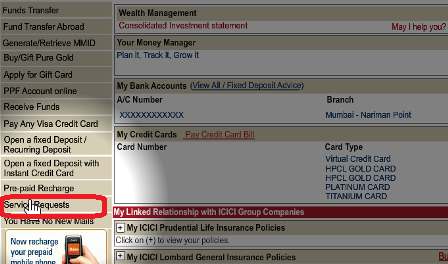 Funds Transfer
Fund Transfer Abroad
Generate/Retrieve MMID
Buy/Gift Pure Gold
Apply for Gift Card
PPF Account online
Receive Funds
Pay Any Visa Credit Card
Open a fixed Deposit /
Recurring Deposit
Open a fixed Deposit with
Instant Credit Card
Pre-paid Recharge
Service Requests
You Have No New Mails
Now recharge
your prepaid
mobile phone
Wealth Management
Consolidated Investment statement
May I help you?
Your Money Manager
Plan it, Track It, Grow it
My Bank Accounts (View All / Fixed Deposit Advice)
A/C Number Branch
XXXXXXXXXXXX Mumbai - Nariman Point
My Credit Cards Pay Credit Card Bill
Card Number Card Type
Virtual Credit Card
HPCL GOLD CARD
HPCL GOLD CARD
PLATINUM CARD
TITANIUM CARD
My Linked Relationship with ICICI Group Companies
+ My ICICI Prudential Life Insurance Policies
Click on (+) to view your policies.
+ My ICICI Lombard General Insurance Policies